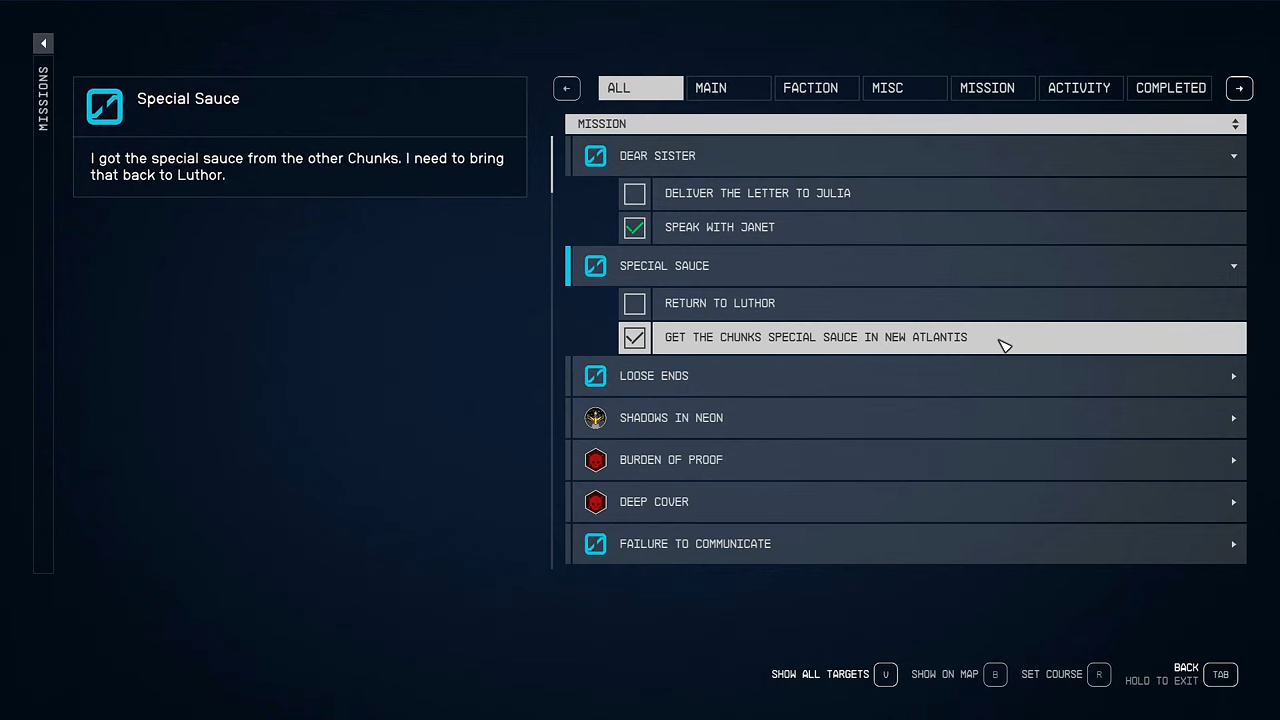 MISSIONS
Special Sauce
I got the special sauce from the other Chunks. I need to bring
that back to Luthor.
ALL MAIN FACTION MISC MISSION ACTIVITY COMPLETED
MISSION
DEAR SISTER
DELIVER THE LETTER TO JULIA
SPEAK WITH JANET
SPECIAL SAUCE
RETURN TO LUTHOR
GET THE CHUNKS SPECIAL SAUCE IN NEW ATLANTIS
LOOSE ENDS
SHADOWS IN NEON
BURDEN OF PROOF
DEEP COVER
FAILURE TO COMMUNICATE
SHOW ALL TARGETS V SHOW ON MAP B SET COURSE R BACK TAB
HOLD TO EXIT